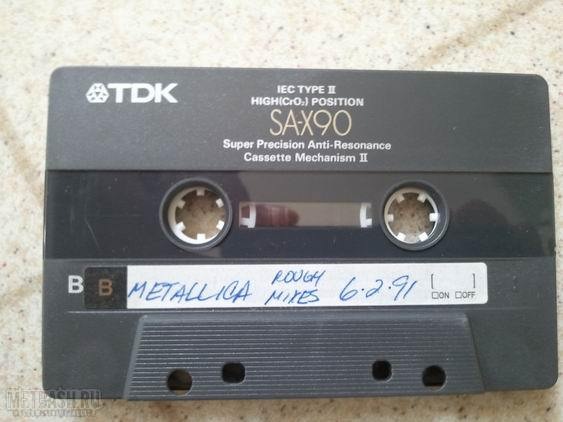 TDK
IEC TYPE II
HIGH(CrO₂) POSITION
SA-X90
Super Precision Anti-Resonance
Cassette Mechanism II
B B METALLICA ROUGH MIXES 6.2.91 [ ]
□ON □OFF
METBASH.RU